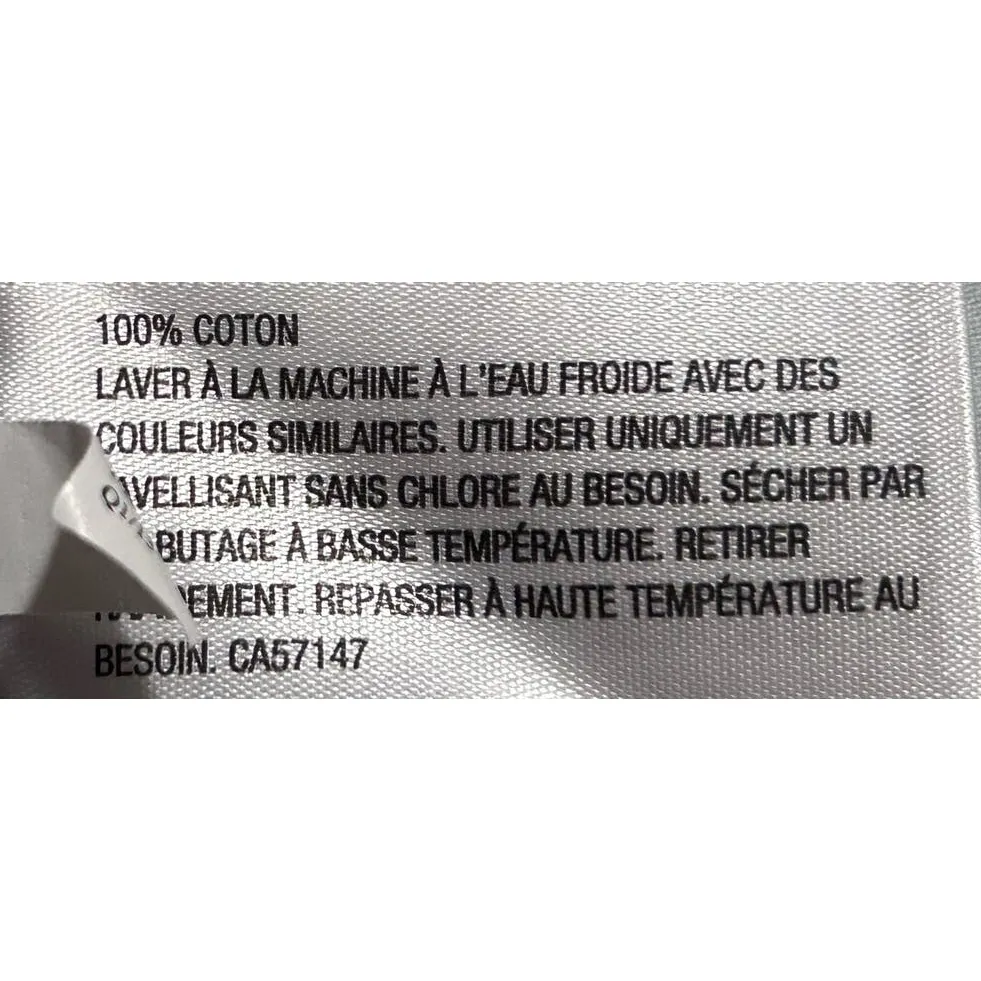 100% COTON
LAVER À LA MACHINE À L'EAU FROIDE AVEC DES
COULEURS SIMILAIRES. UTILISER UNIQUEMENT UN
SANS CHLORE AU BESOIN. SÉCHER PAR
À BASSE TEMPÉRATURE. RETIRER
REPASSER À HAUTE TEMPÉRATURE AU
BESOIN. CA57147